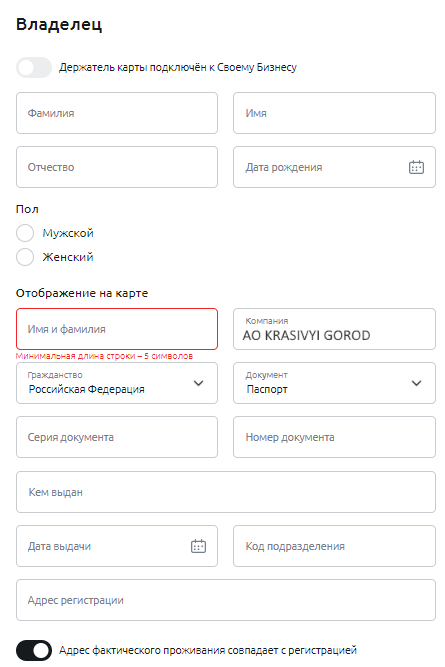 Владелец
Держатель карты подключён к Своему Бизнесу
Фамилия
Имя
Отчество
Дата рождения
Пол
Мужской
Женский
Отображение на карте
Имя и фамилия
Компания
AO KRASIVYI GOROD
Минимальная длина строки – 5 символов
Гражданство
Российская Федерация
Документ
Паспорт
Серия документа
Номер документа
Кем выдан
Дата выдачи
Код подразделения
Адрес регистрации
Адрес фактического проживания совпадает с регистрацией